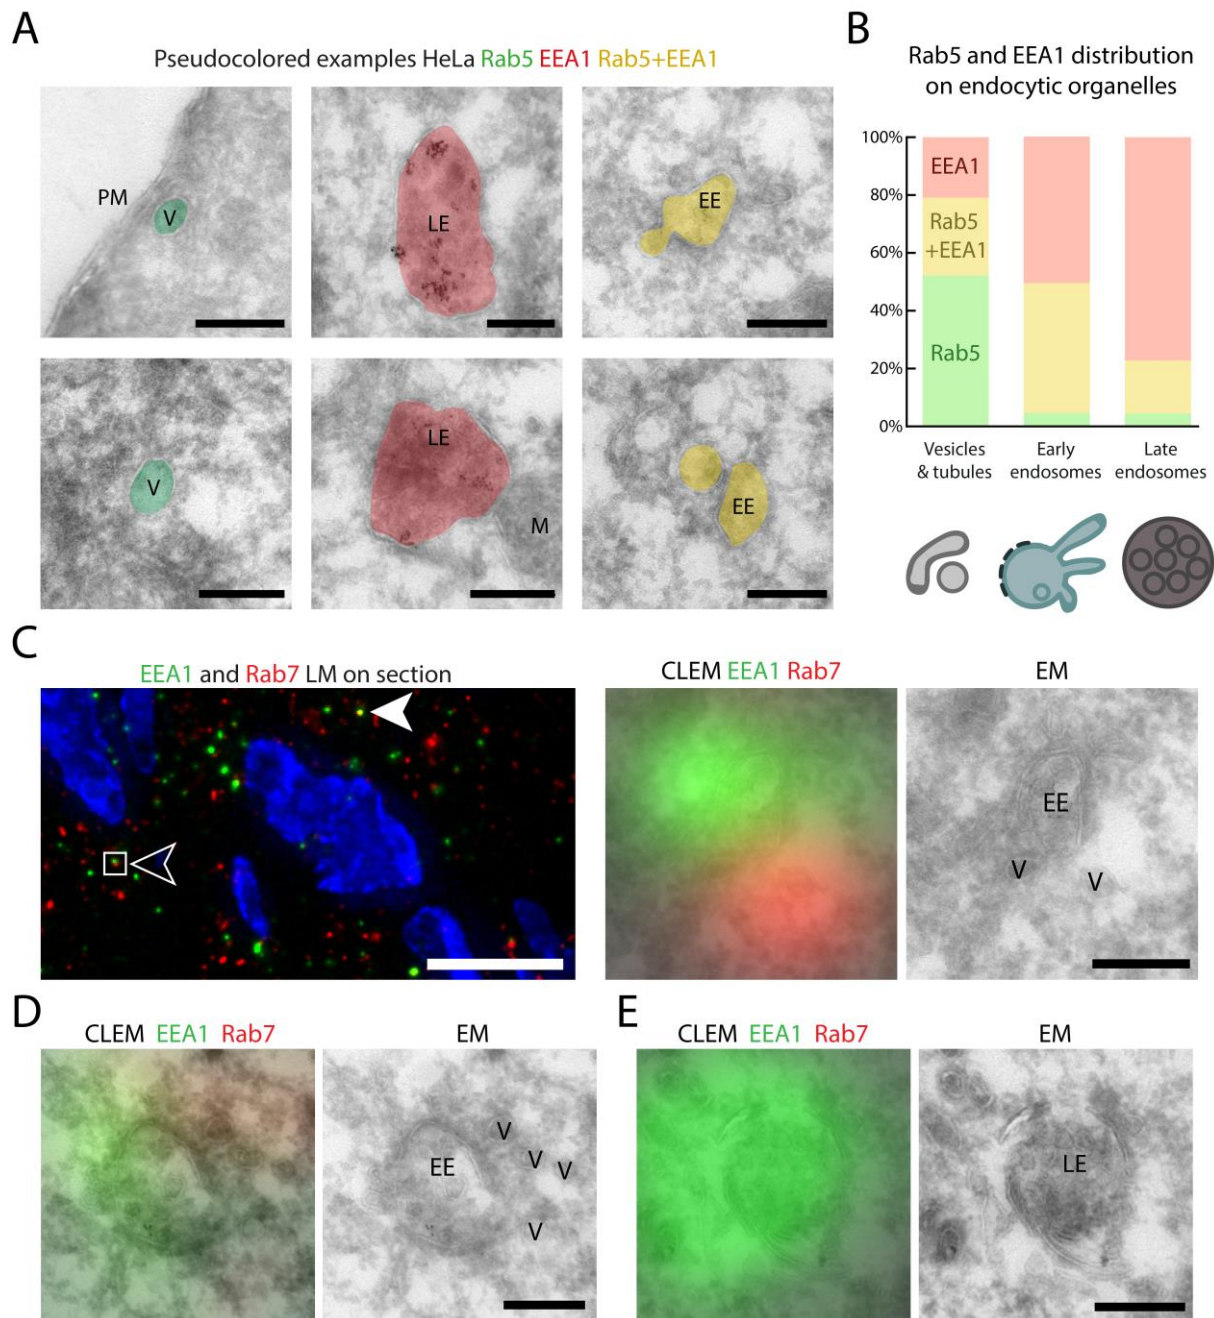 A
Pseudocolored examples HeLa Rab5 EEA1 Rab5+EEA1
PM
V
LE
EE
V
LE
M
EE
B
Rab5 and EEA1 distribution
on endocytic organelles
100%
80%
60%
40%
20%
0%
EEA1
Rab5
+EEA1
Rab5
Vesicles
& tubules
Early
endosomes
Late
endosomes
C
EEA1 and Rab7 LM on section
CLEM EEA1 Rab7
EM
EE
V
V
D
CLEM EEA1 Rab7
EM
EE
V
V
V
V
E
CLEM EEA1 Rab7
EM
LE